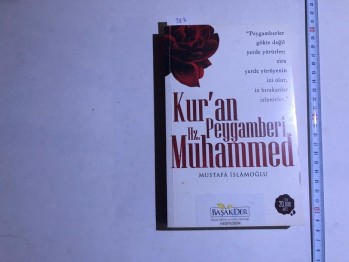 "Peygamberler
gökte değil
yerde yürürler;
zira
yerde yürüyenin
izi olur,
iz bırakanlar
izlenirler."
Kur'an
Hz. Peygamberi
Muhammed
MUSTAFA İSLÂMOĞLU
BAŞAKDER